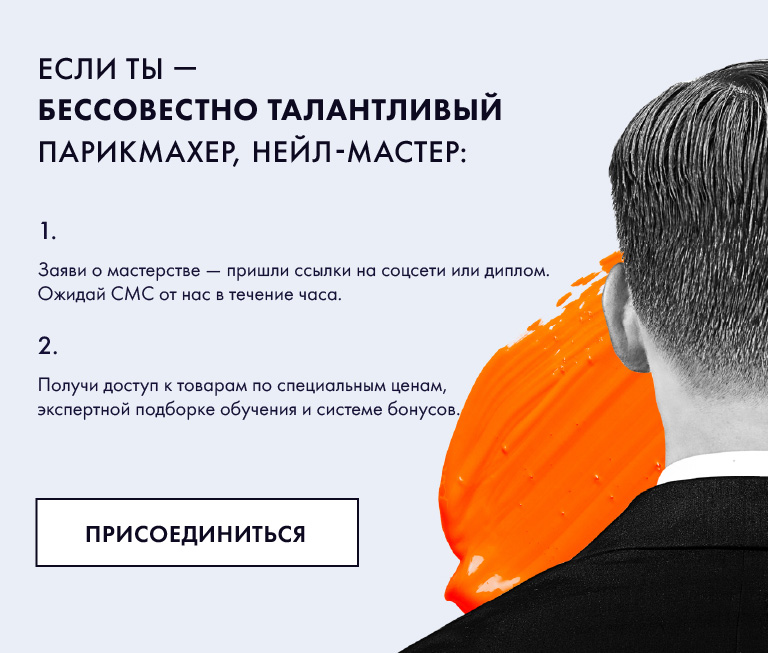 ЕСЛИ ТЫ —
БЕССОВЕСТНО ТАЛАНТЛИВЫЙ
ПАРИКМАХЕР, НЕЙЛ-МАСТЕР:
1.
Заяви о мастерстве — пришли ссылки на соцсети или диплом.
Ожидай СМС от нас в течение часа.
2.
Получи доступ к товарам по специальным ценам,
экспертной подборке обучения и системе бонусов.
ПРИСОЕДИНИТЬСЯ